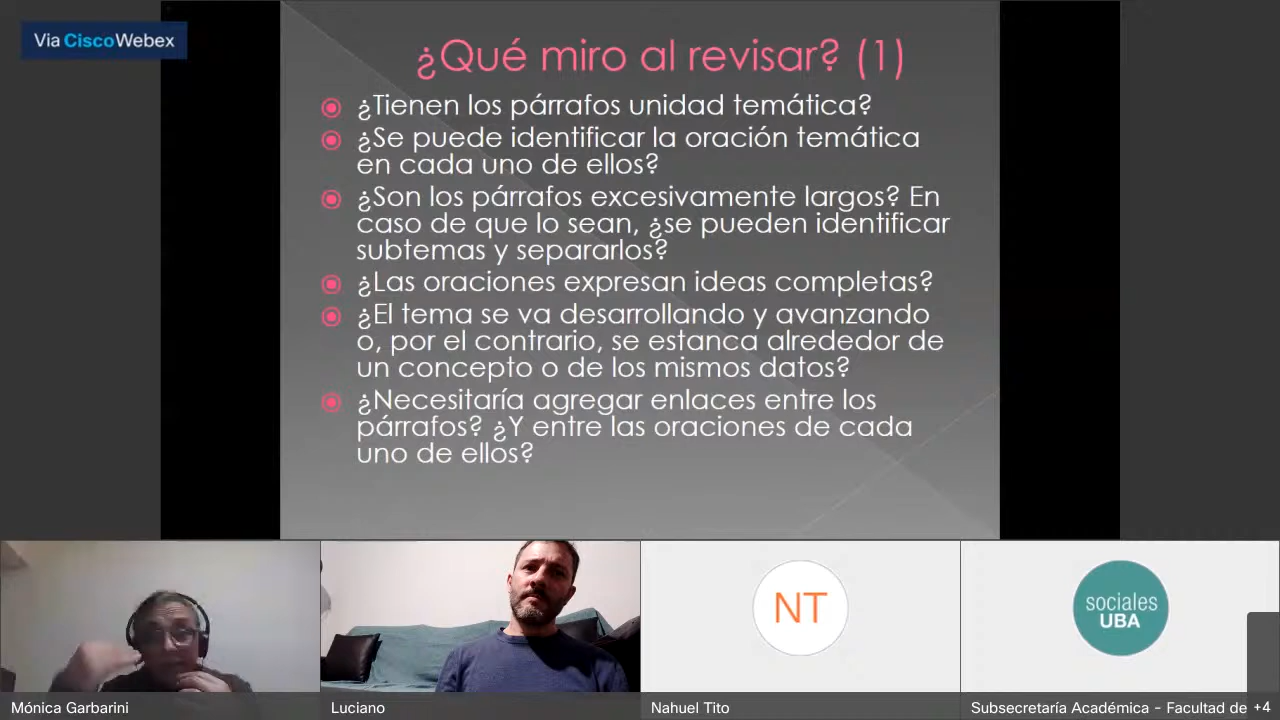 Via Cisco Webex
¿Qué miro al revisar? (1)
¿Tienen los párrafos unidad temática?
¿Se puede identificar la oración temática
en cada uno de ellos?
¿Son los párrafos excesivamente largos? En
caso de que lo sean, ¿se pueden identificar
subtemas y separarlos?
¿Las oraciones expresan ideas completas?
¿El tema se va desarrollando y avanzando
o, por el contrario, se estanca alrededor de
un concepto o de los mismos datos?
¿Necesitaría agregar enlaces entre los
párrafos? ¿Y entre las oraciones de cada
uno de ellos?
NT
sociales
UBA
Mónica Garbarini
Luciano
Nahuel Tito
Subsecretaría Académica - Facultad de +4